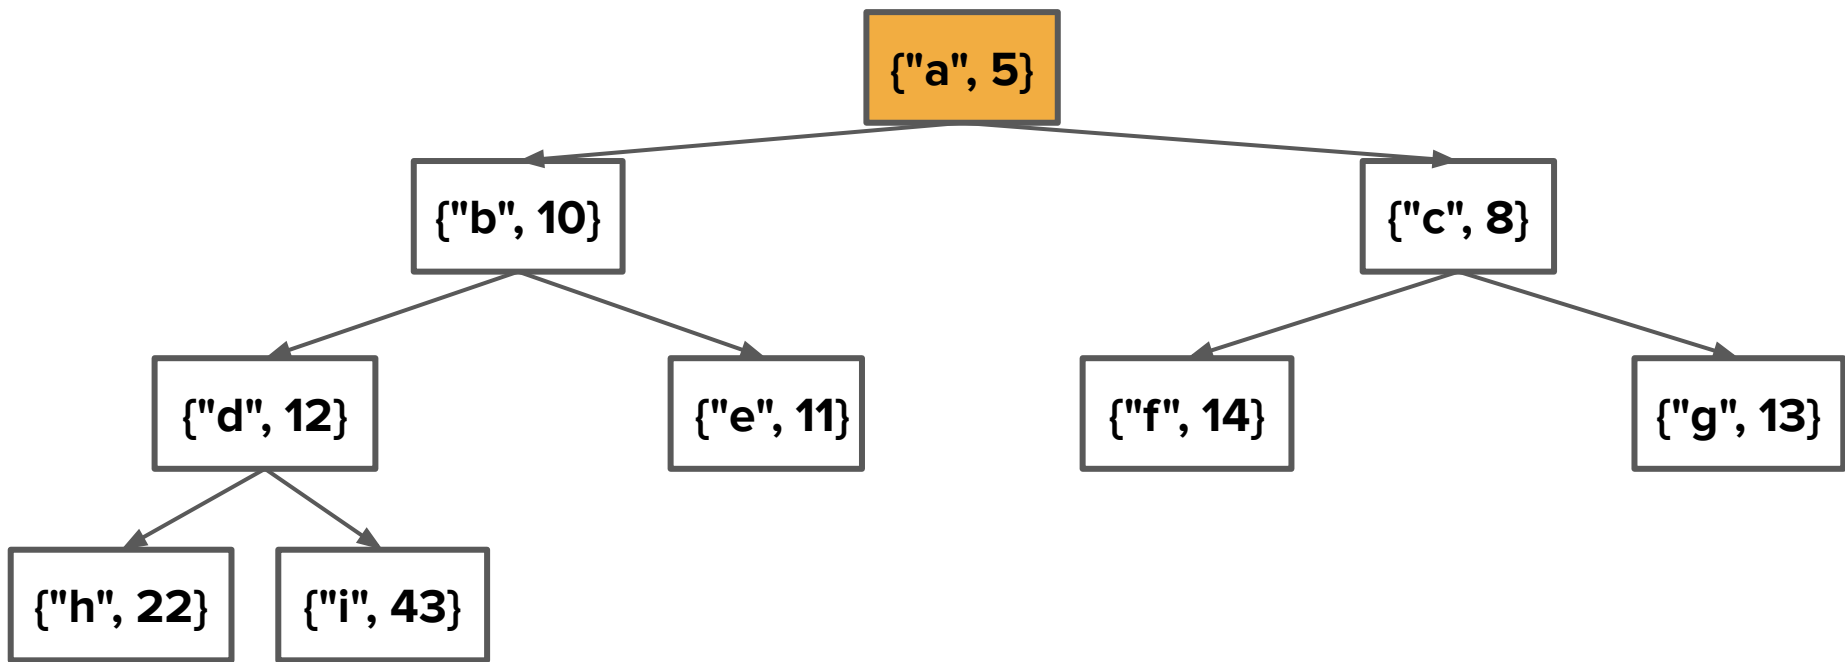 {"a", 5}
{"b", 10}
{"c", 8}
{"d", 12}
{"e", 11}
{"f", 14}
{"g", 13}
{"h", 22}
{"i", 43}